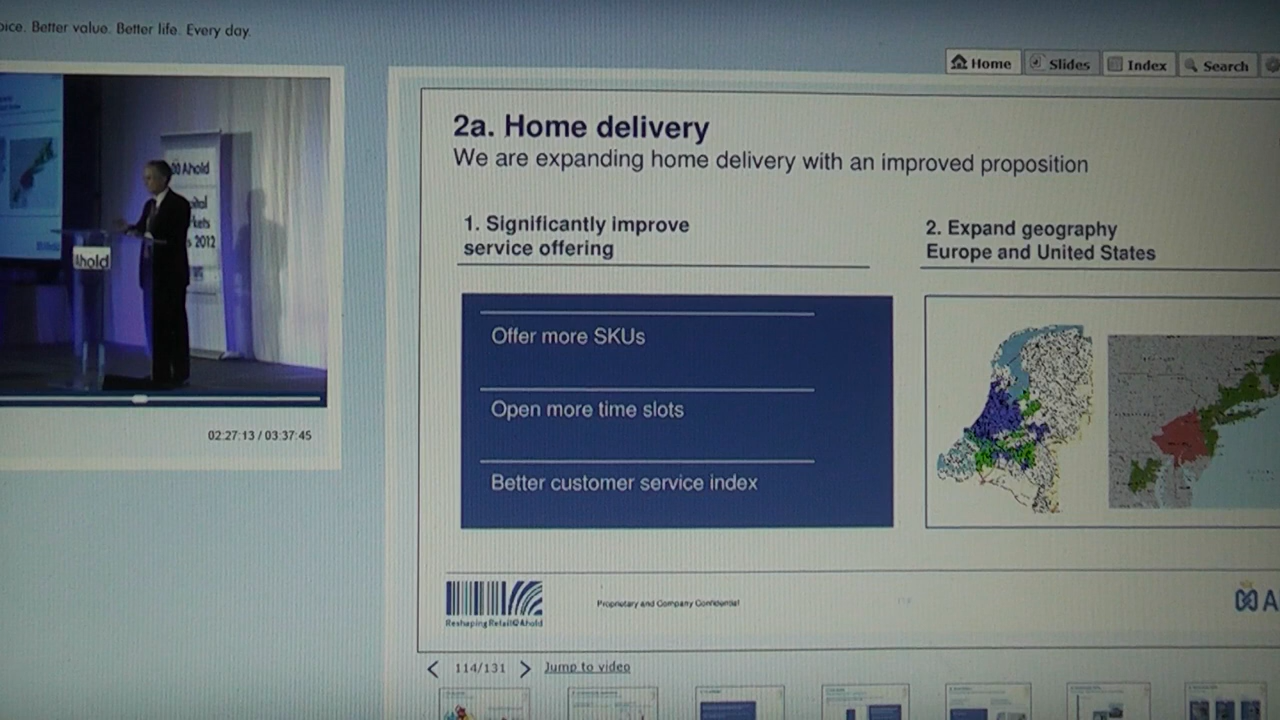 oice. Better value. Better life. Every day.
Home
Slides
Index
Search
Ahold
2012
Ahold
02:27:13 / 03:37:45
2a. Home delivery
We are expanding home delivery with an improved proposition
1. Significantly improve
service offering
2. Expand geography
Europe and United States
Offer more SKUs
Open more time slots
Better customer service index
Reshaping Retail@Ahold
Proprietary and Company Confidential
A
114/131
Jump to video